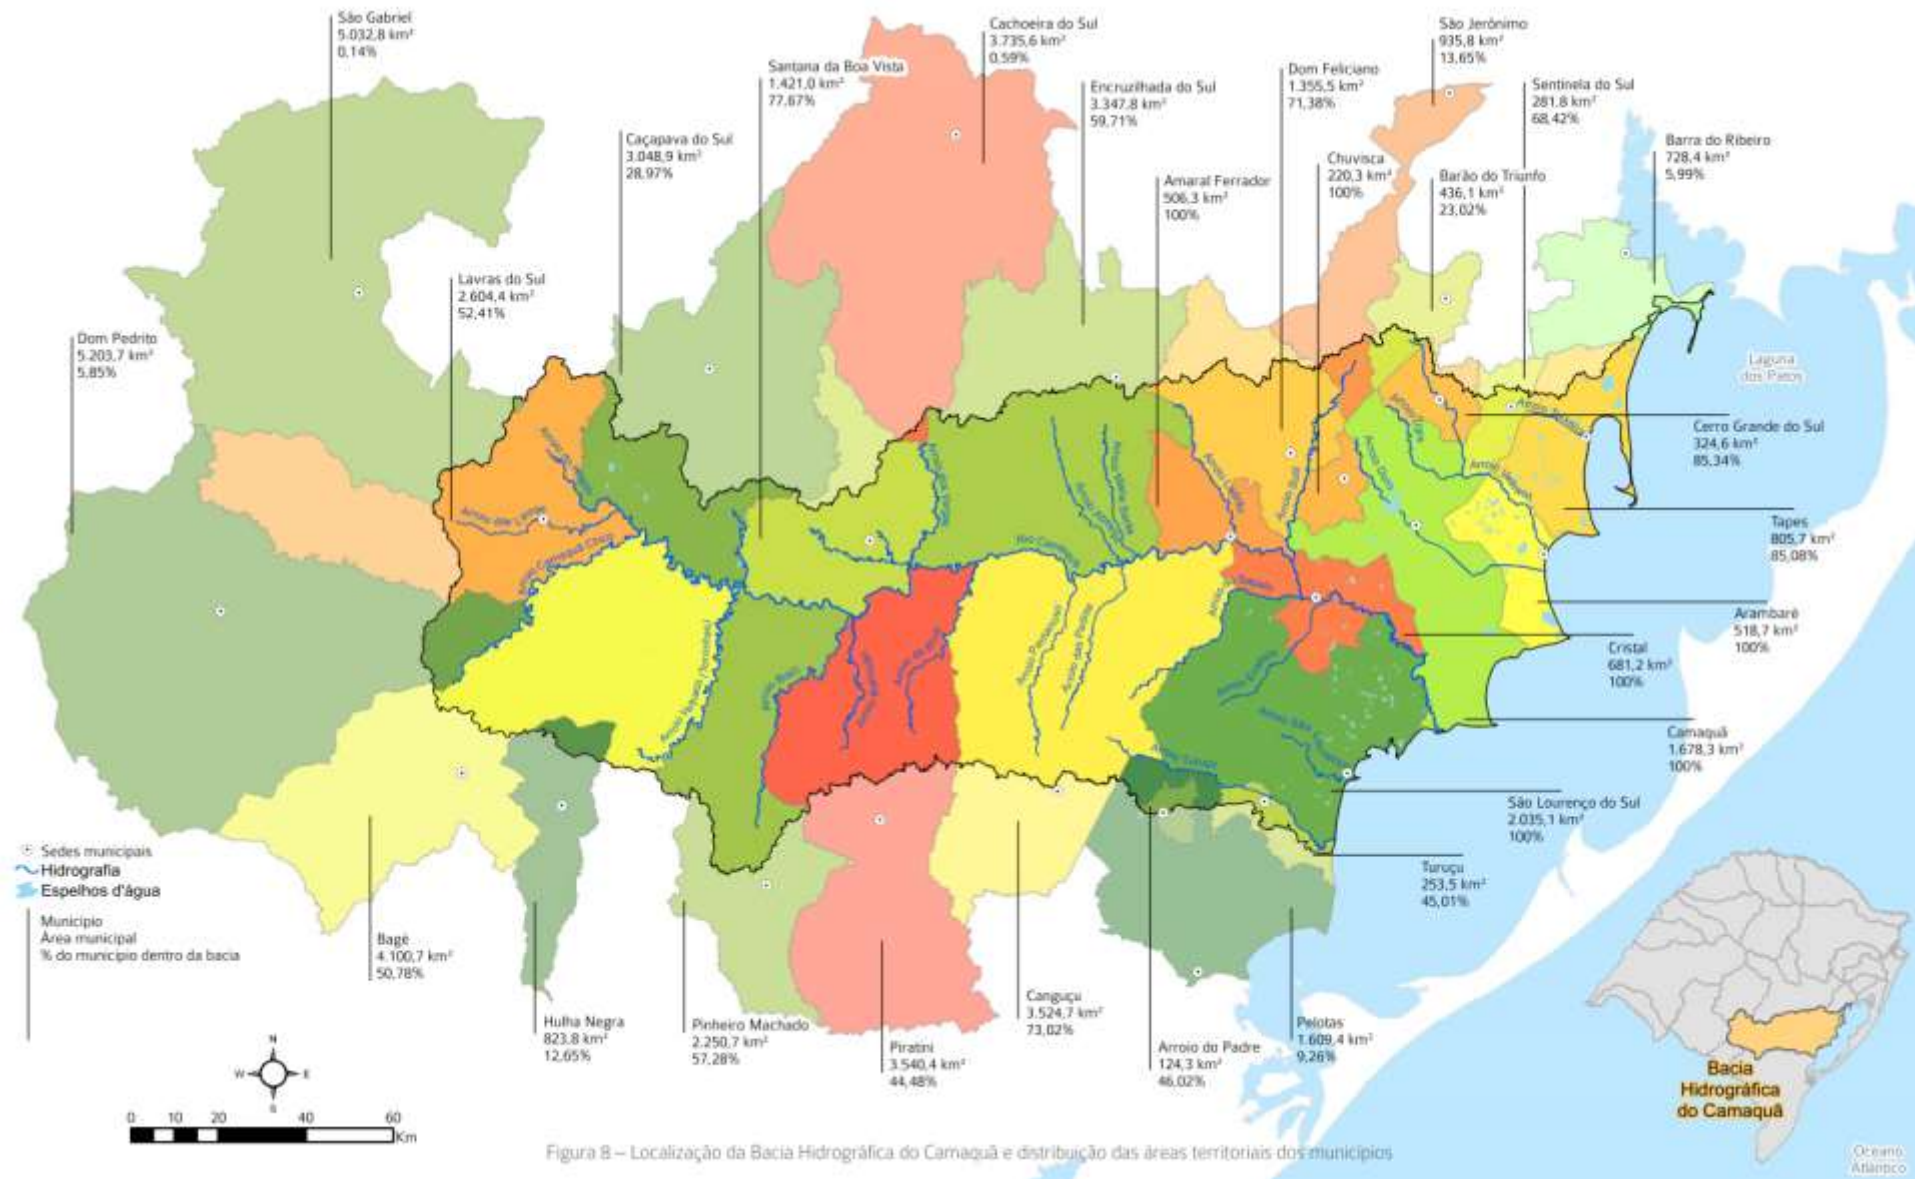 São Gabriel
5.032,8 km²
0,14%
Cachoeira do Sul
3.735,6 km²
0,59%
São Jerônimo
935,8 km²
13,65%
Santana da Boa Vista
1.421,0 km²
77,67%
Encruzilhada do Sul
3.347,8 km²
59,71%
Dom Feliciano
1.355,5 km²
71,38%
Sentinela do Sul
281,8 km²
68,42%
Caçapava do Sul
3.048,9 km²
28,97%
Barra do Ribeiro
728,4 km²
5,99%
Amaral Ferrador
506,3 km²
100%
Chuvisca
220,3 km²
100%
Barão do Triunfo
436,1 km²
23,02%
Lavras do Sul
2.604,4 km²
52,41%
Dom Pedrito
5.203,7 km²
5,85%
Laguna
dos Patos
Cerro Grande do Sul
324,6 km²
85,34%
Tapes
805,7 km²
85,08%
Arambaré
518,7 km²
100%
Cristal
681,2 km²
100%
Camaquã
1.678,3 km²
100%
São Lourenço do Sul
2.035,1 km²
100%
Turuçu
253,5 km²
45,01%
Arroio das Lavras
Arroio Camaquã Chico
Rio Camaquã
Arroio Velhaco
Arroio Duro
Arroio Sutil
Sedes municipais
Hidrografia
Espelhos d'água
Município
Área municipal
% do município dentro da bacia
Bagé
4.100,7 km²
50,78%
Hulha Negra
823,8 km²
12,65%
Pinheiro Machado
2.250,7 km²
57,28%
Piratini
3.540,4 km²
44,48%
Canguçu
3.524,7 km²
73,02%
Arroio do Padre
124,3 km²
46,02%
Pelotas
1.609,4 km²
9,26%
N
W E
S
0 10 20 40 60
Km
Bacia
Hidrográfica
do Camaquã
Figura 8 – Localização da Bacia Hidrográfica do Camaquã e distribuição das áreas territoriais dos municípios
Oceano
Atlântico